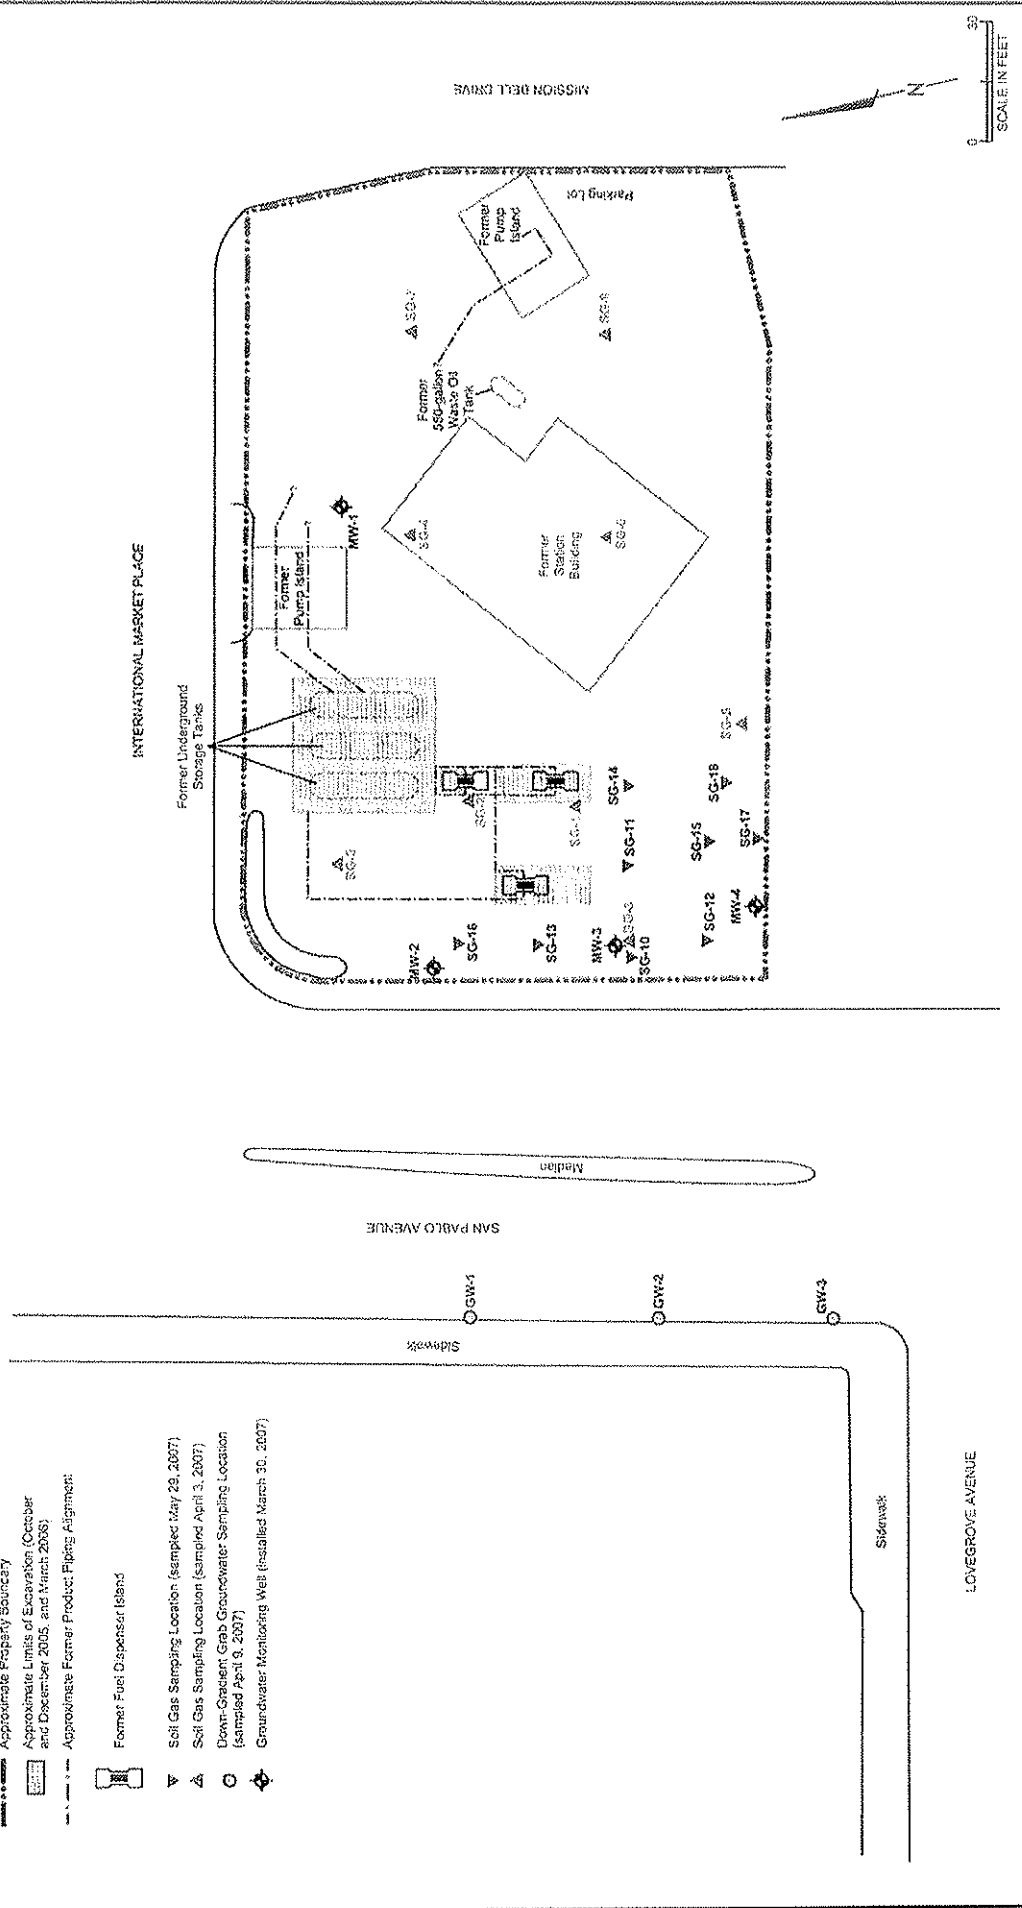 Approximate Property Boundary
Approximate Limits of Excavation (October
and December 2005, and March 2006)
Approximate Former Product Piping Alignment
Former Fuel Dispenser Island
Soil Gas Sampling Location (sampled May 29, 2007)
Soil Gas Sampling Location (sampled April 3, 2007)
Down-Gradient Grab Groundwater Sampling Location
(sampled April 9, 2007)
Groundwater Monitoring Well (installed March 30, 2007)
Sidewalk
Sidewalk
LOVEGROVE AVENUE
GW-1
GW-2
GW-3
SAN PABLO AVENUE
Median
INTERNATIONAL MARKET PLACE
Former Underground
Storage Tanks
Former
Pump Island
?
?
MW-1
MW-2
SG-16
SG-13
MW-3
SG-10
SG-11
SG-14
SG-12
MW-4
SG-15
SG-17
SG-18
SG-4
Former
Station
Building
Former
550-gallon
Waste Oil
Tank
?
Former
Pump
Island
Parking Lot
MISSION BELL DRIVE
N
0
30
SCALE IN FEET